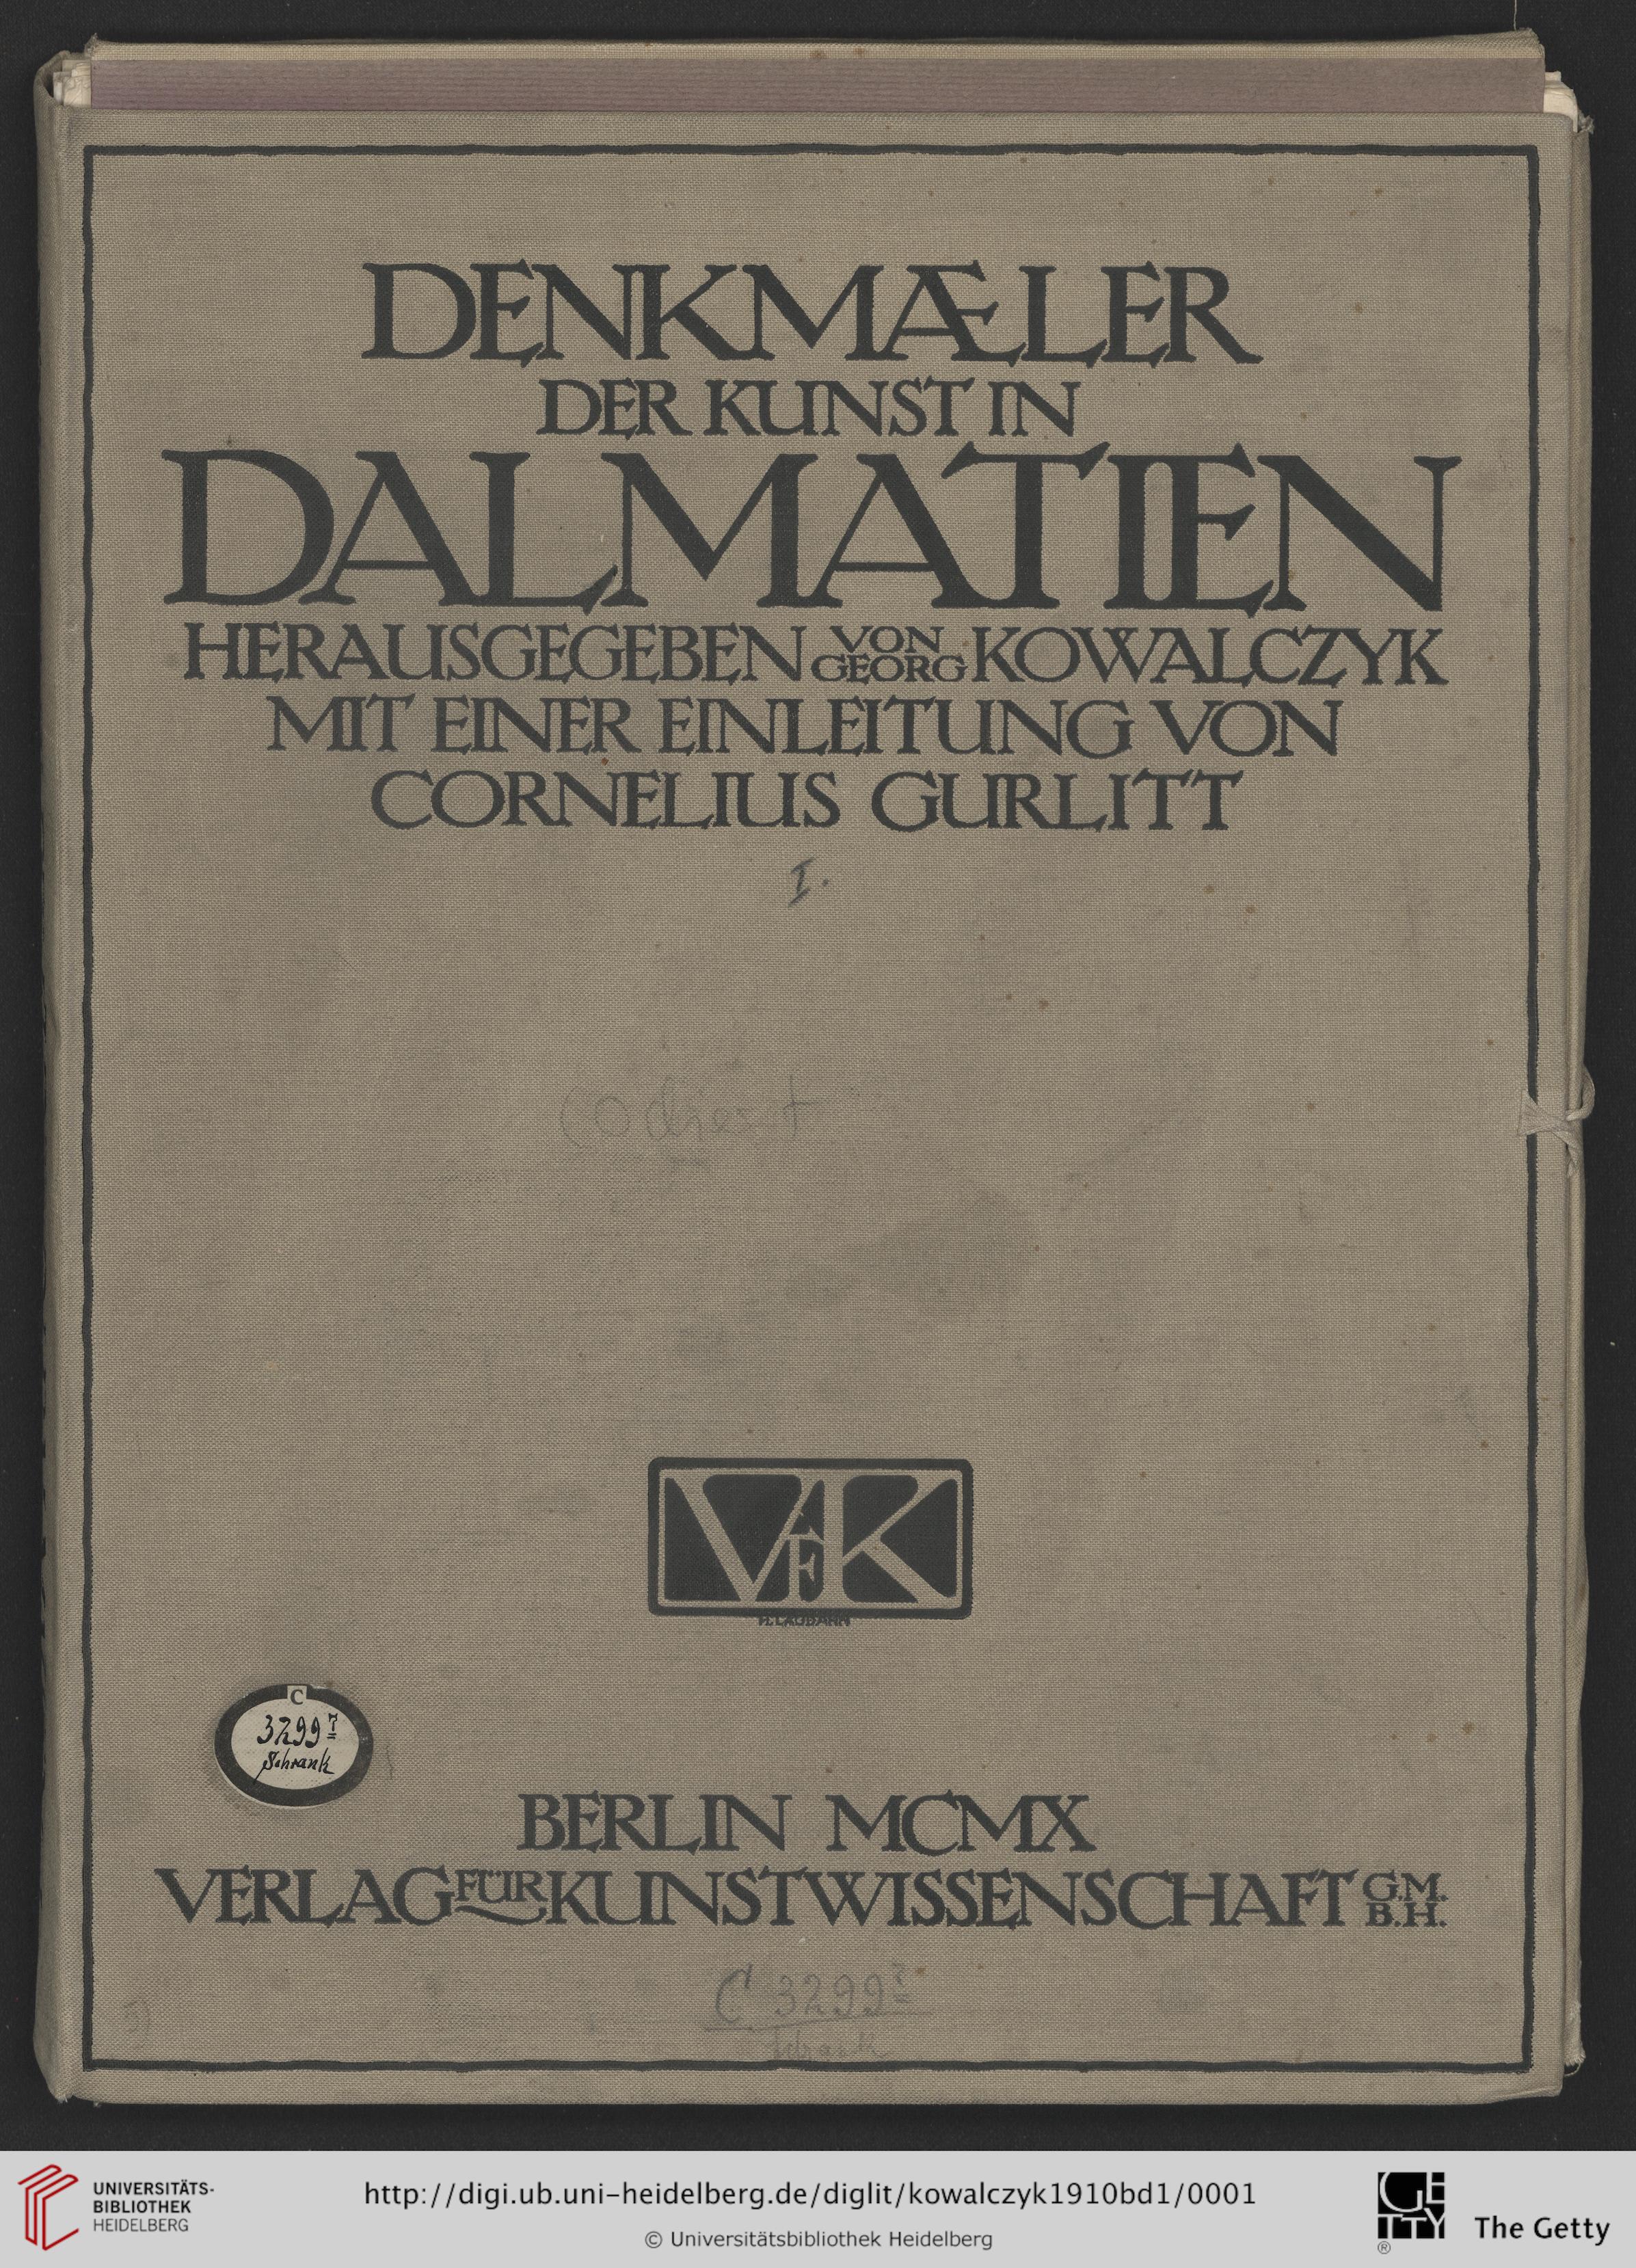 DENKMÆLER
DER KUNST IN
DALMATIEN
HERAUSGEGEBEN VON GEORG KOWALCZYK
MIT EINER EINLEITUNG VON
CORNELIUS GURLITT
I.
VFK
C
3299 I
Schrank
BERLIN MCMX
VERLAG FÜR KUNSTWISSENSCHAFT G.M.B.H.
C 3299
Schrank
UNIVERSITÄTS-
BIBLIOTHEK
HEIDELBERG
http://digi.ub.uni-heidelberg.de/diglit/kowalczyk1910bd1/0001
© Universitätsbibliothek Heidelberg
GETTY
®
The Getty